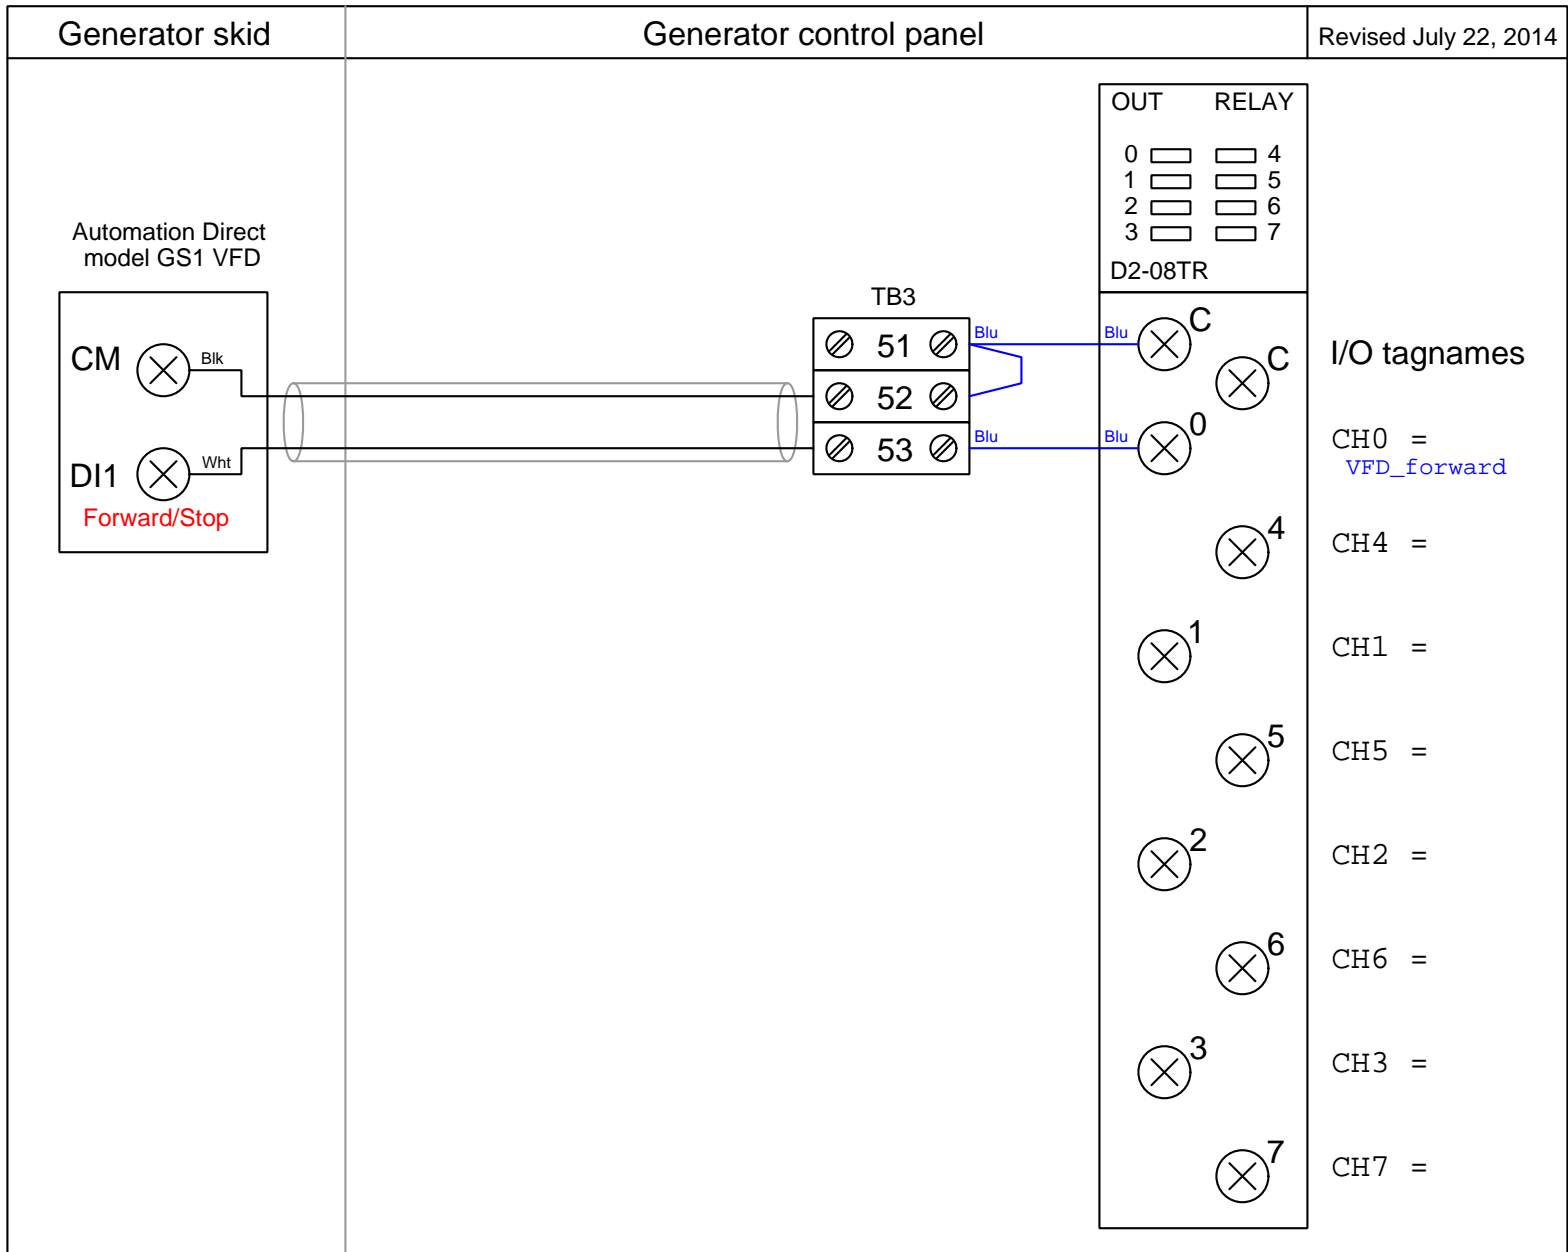 Generator skid
Generator control panel
Revised July 22, 2014
OUT RELAY
0 4
1 5
2 6
3 7
D2-08TR
Automation Direct
model GS1 VFD
CM
Blk
DI1
Wht
Forward/Stop
TB3
51
52
53
Blu
Blu
Blu
Blu
C
C
0
4
1
5
2
6
3
7
I/O tagnames
CH0 =
VFD_forward
CH4 =
CH1 =
CH5 =
CH2 =
CH6 =
CH3 =
CH7 =